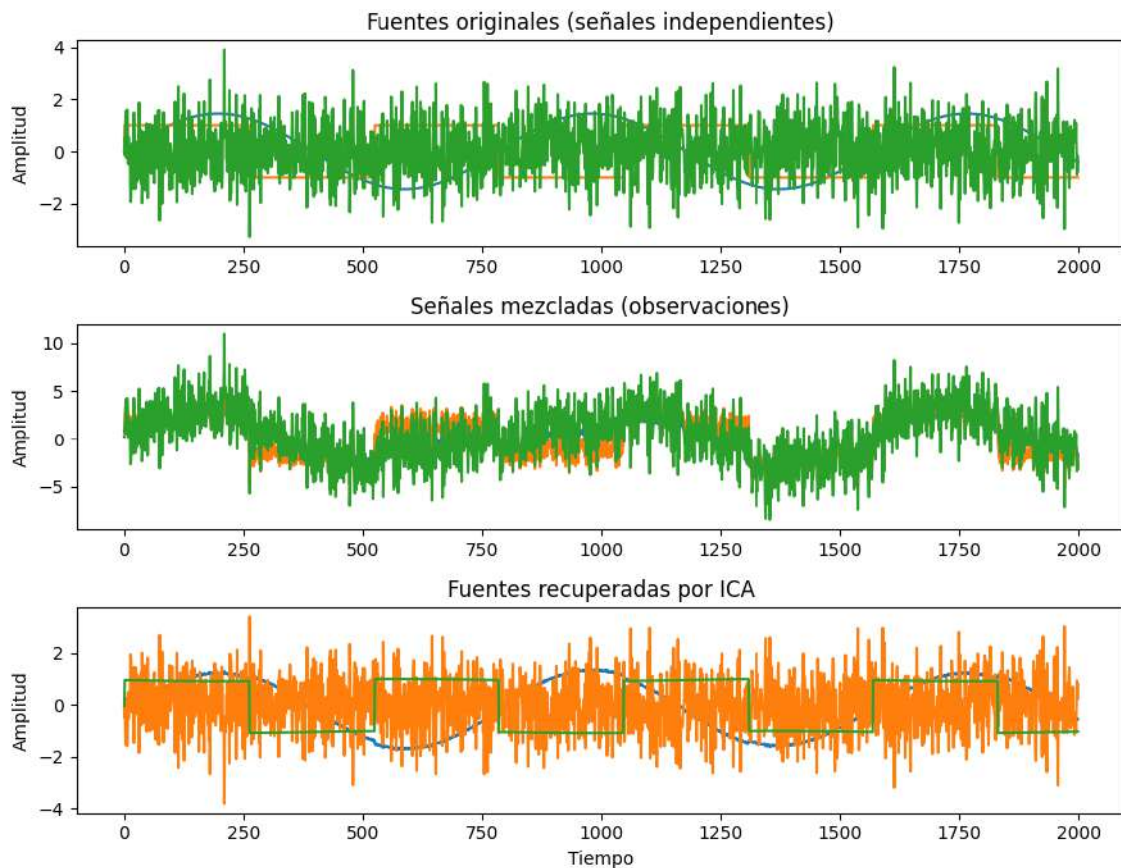 Fuentes originales (señales independientes)
Amplitud
4
2
0
−2
0 250 500 750 1000 1250 1500 1750 2000
Señales mezcladas (observaciones)
Amplitud
10
5
0
−5
0 250 500 750 1000 1250 1500 1750 2000
Fuentes recuperadas por ICA
Amplitud
2
0
−2
−4
0 250 500 750 1000 1250 1500 1750 2000
Tiempo